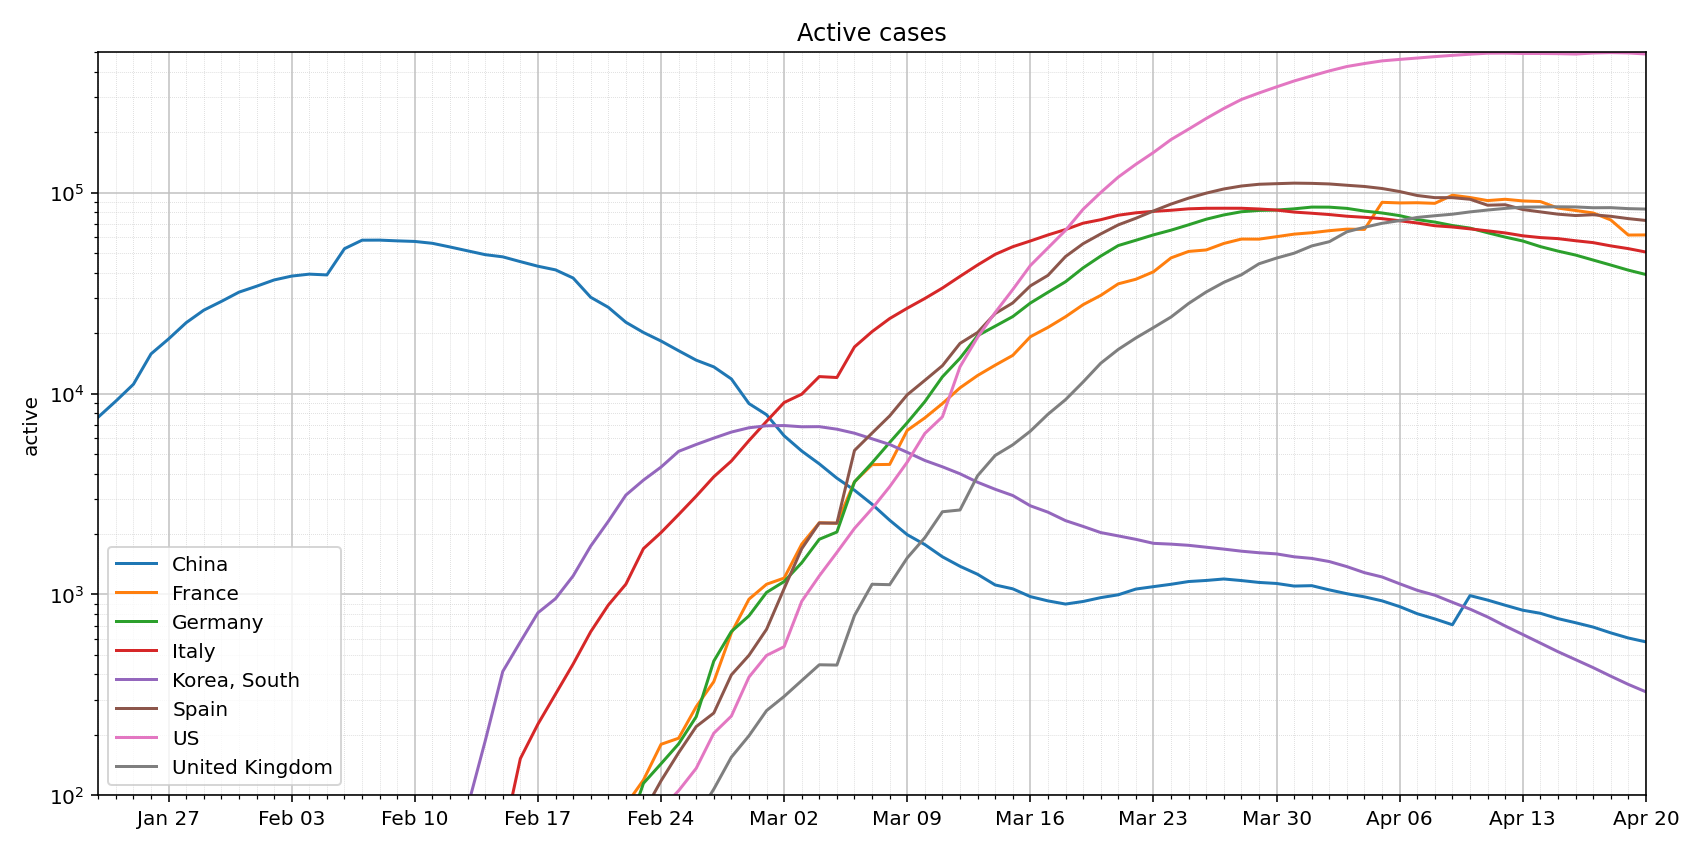 Active cases
active
10^5
10^4
10^3
10^2
China
France
Germany
Italy
Korea, South
Spain
US
United Kingdom
Jan 27 Feb 03 Feb 10 Feb 17 Feb 24 Mar 02 Mar 09 Mar 16 Mar 23 Mar 30 Apr 06 Apr 13 Apr 20